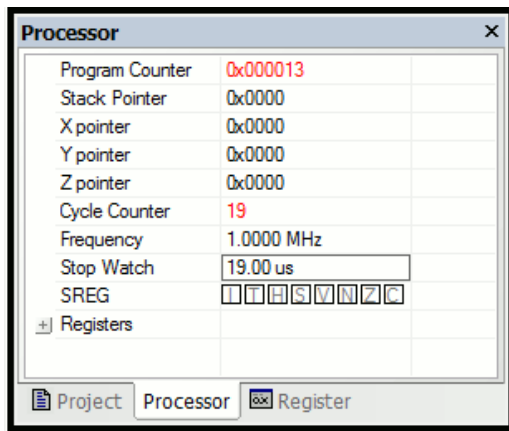 Processor ×
Program Counter 0x000013
Stack Pointer 0x0000
X pointer 0x0000
Y pointer 0x0000
Z pointer 0x0000
Cycle Counter 19
Frequency 1.0000 MHz
Stop Watch 19.00 us
SREG I T H S V N Z C
+ Registers
Project Processor Register